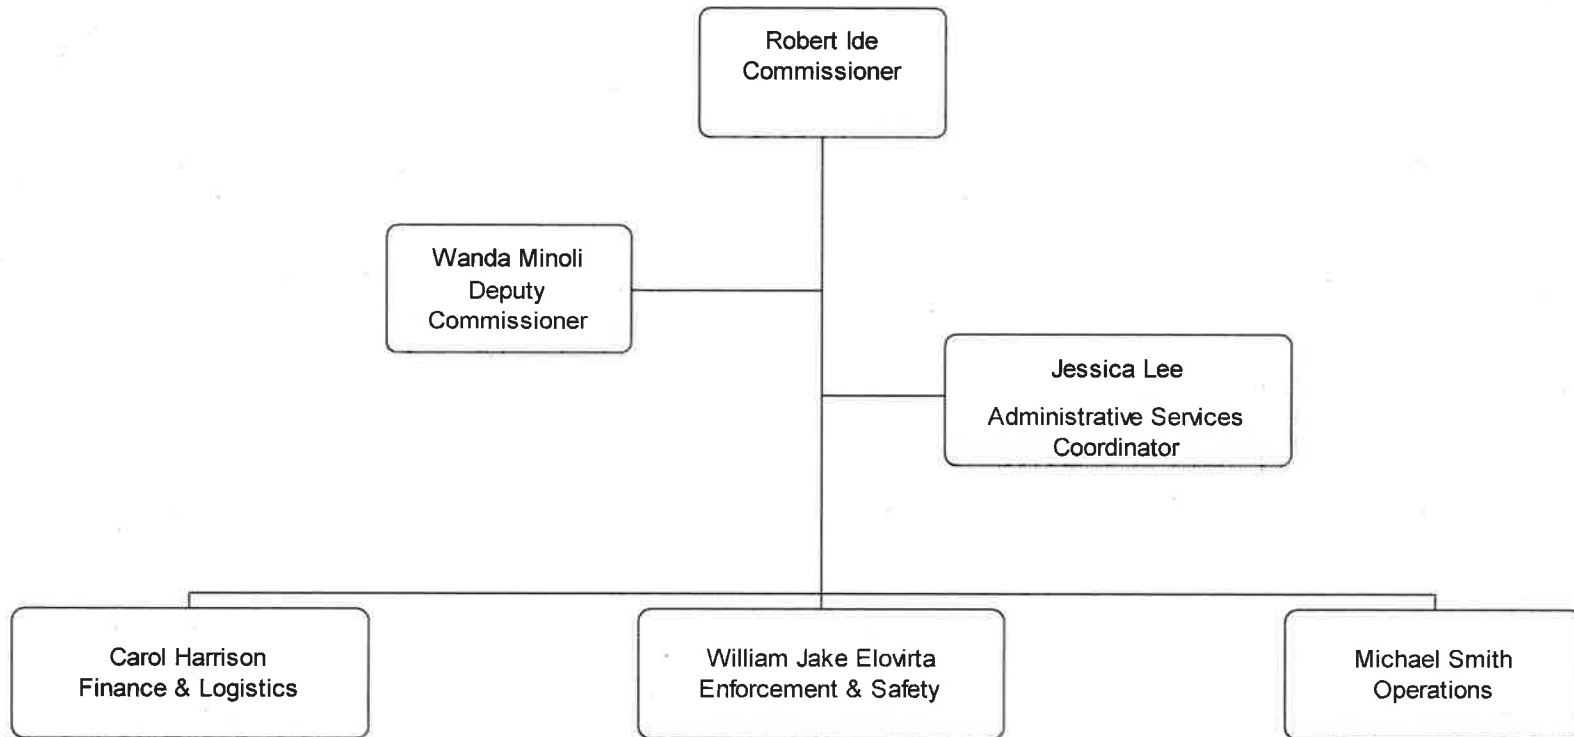 Robert Ide
Commissioner
Wanda Minoli
Deputy
Commissioner
Jessica Lee
Administrative Services
Coordinator
Carol Harrison
Finance & Logistics
William Jake Elovirta
Enforcement & Safety
Michael Smith
Operations